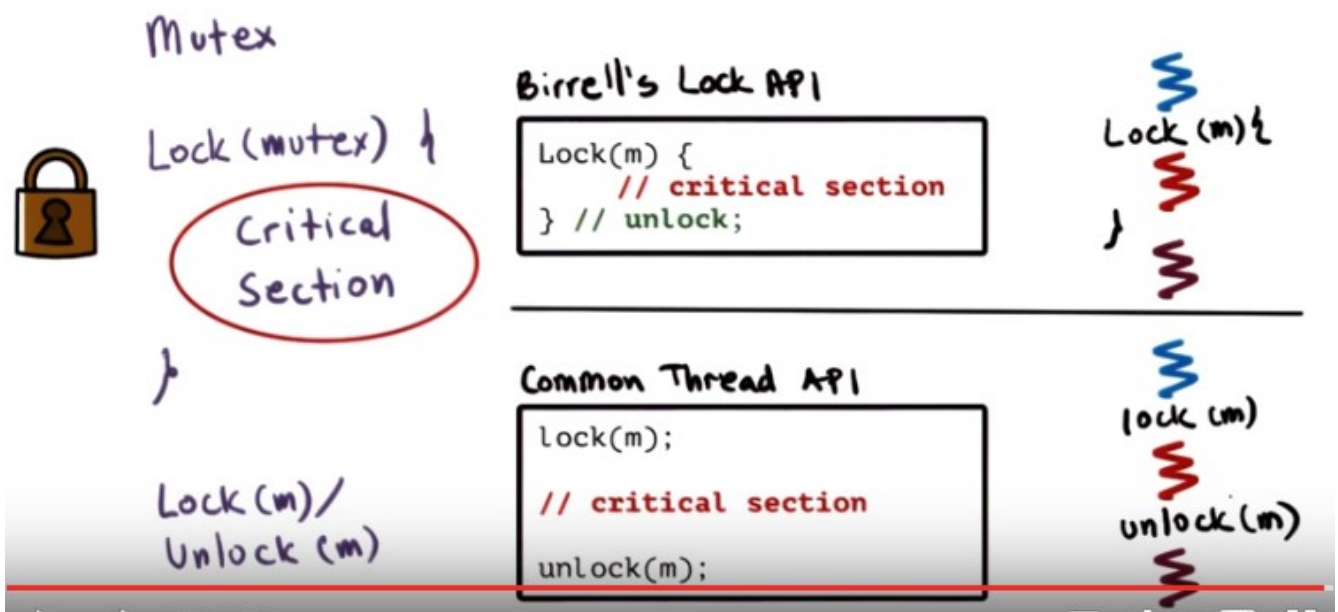 Mutex
Lock (mutex) {
Critical
Section
}
Lock (m) /
Unlock (m)
Birrell's Lock API
Lock(m) {
// critical section
} // unlock;
Common Thread API
lock(m);
// critical section
unlock(m);
Lock (m) {
}
lock (m)
unlock (m)